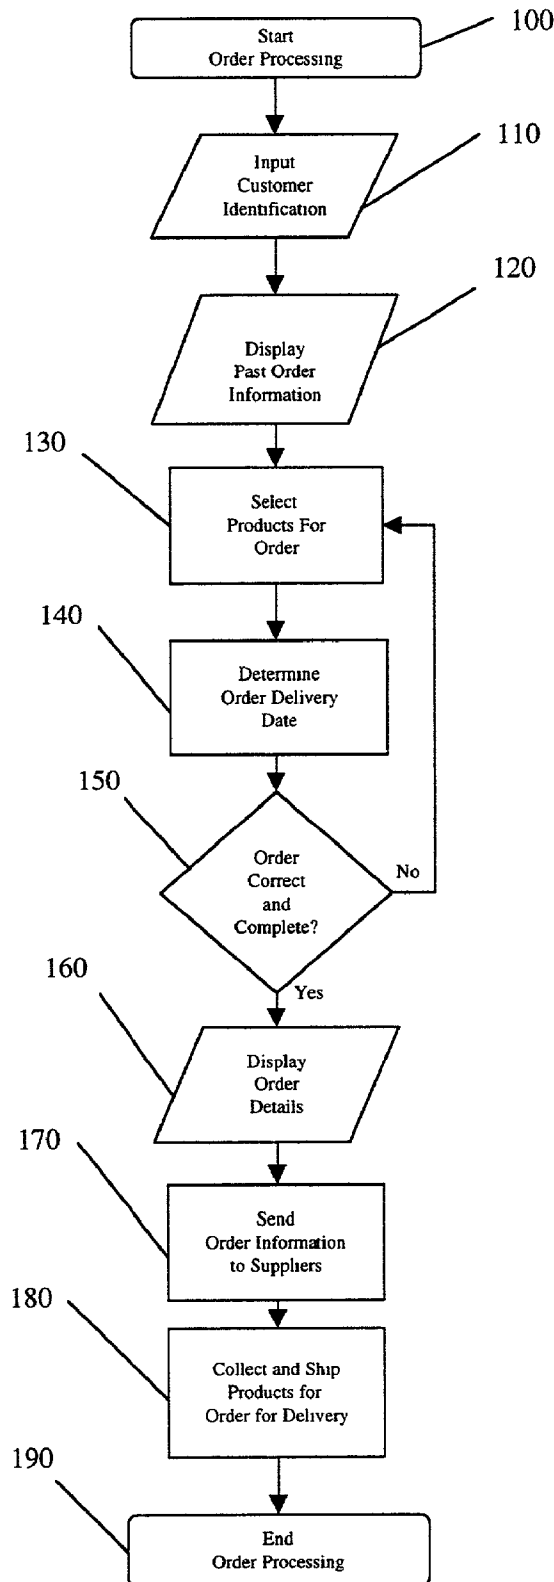 100
Start
Order Processing
110
Input
Customer
Identification
120
Display
Past Order
Information
130
Select
Products For
Order
140
Determine
Order Delivery
Date
150
Order
Correct
and
Complete?
No
Yes
160
Display
Order
Details
170
Send
Order Information
to Suppliers
180
Collect and Ship
Products for
Order for Delivery
190
End
Order Processing